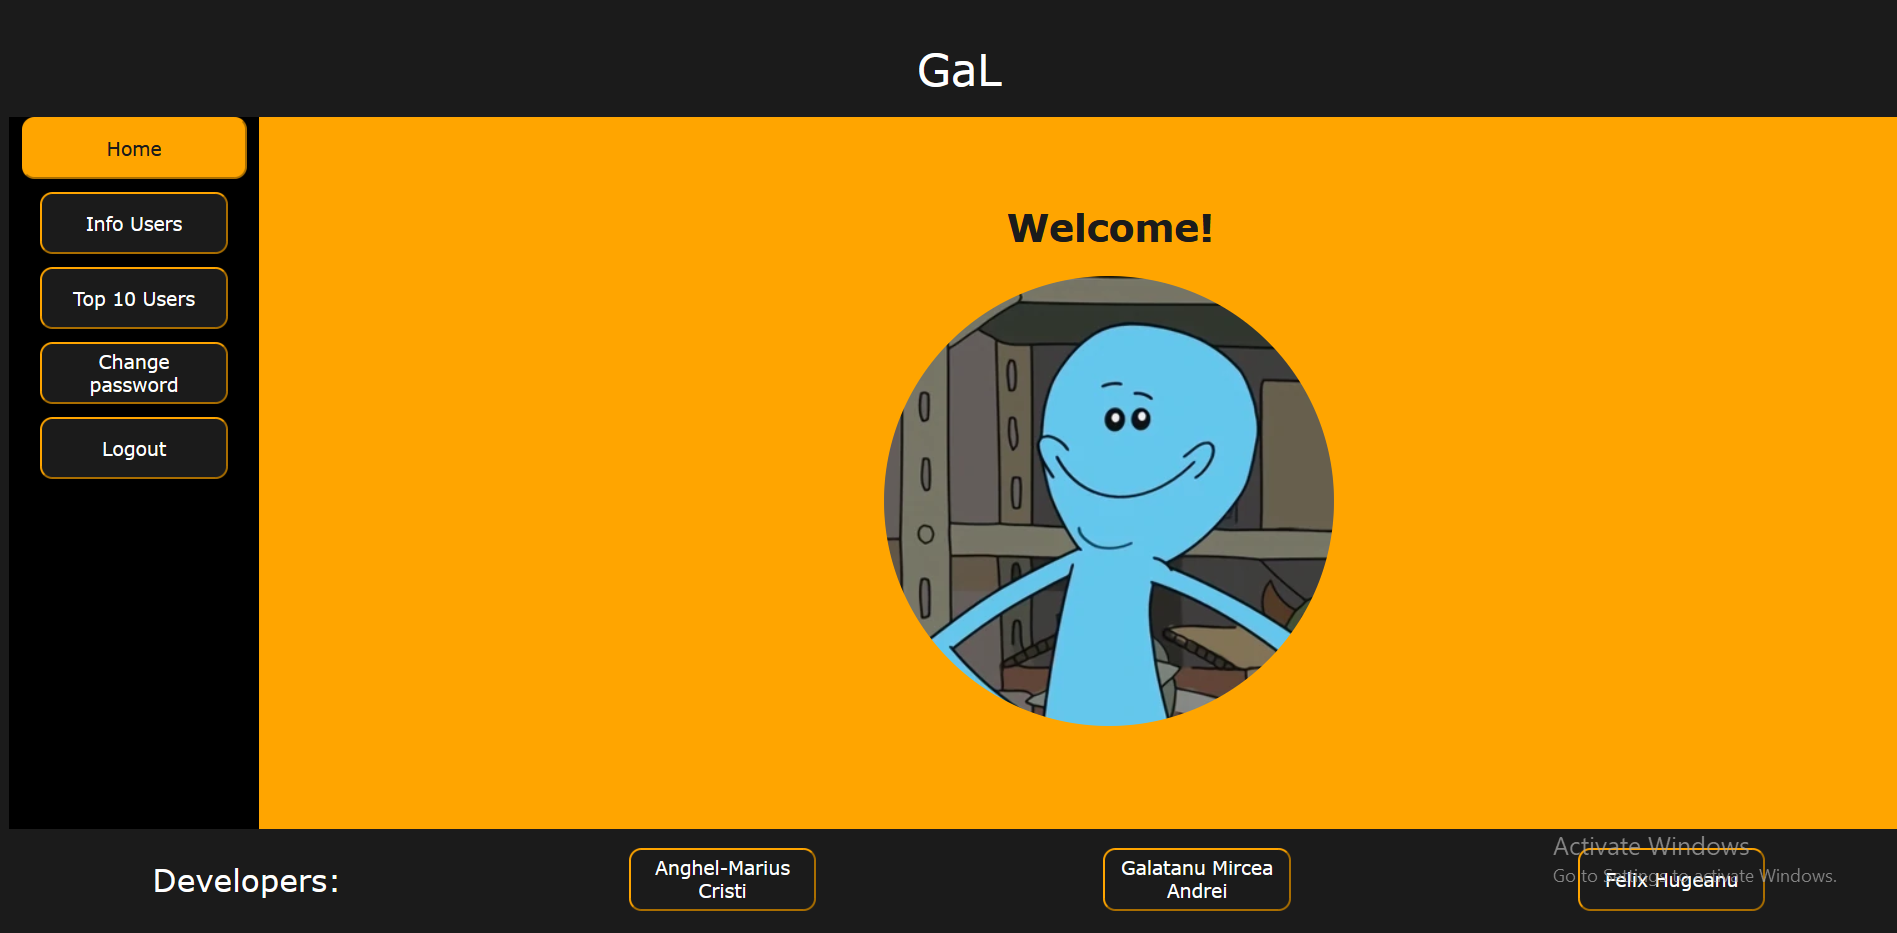 GaL
Home
Info Users
Top 10 Users
Change
password
Logout
Welcome!
Developers:
Anghel-Marius
Cristi
Galatanu Mircea
Andrei
Felix Hugeanu
Activate Windows
Go to Settings to activate Windows.